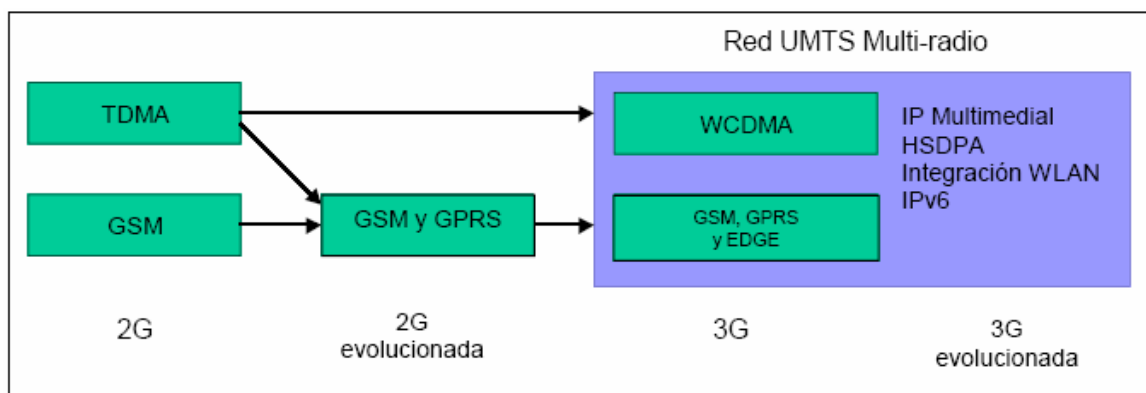 Red UMTS Multi-radio
TDMA
WCDMA
IP Multimedial
HSDPA
Integración WLAN
IPv6
GSM
GSM y GPRS
GSM, GPRS
y EDGE
2G
2G
evolucionada
3G
3G
evolucionada